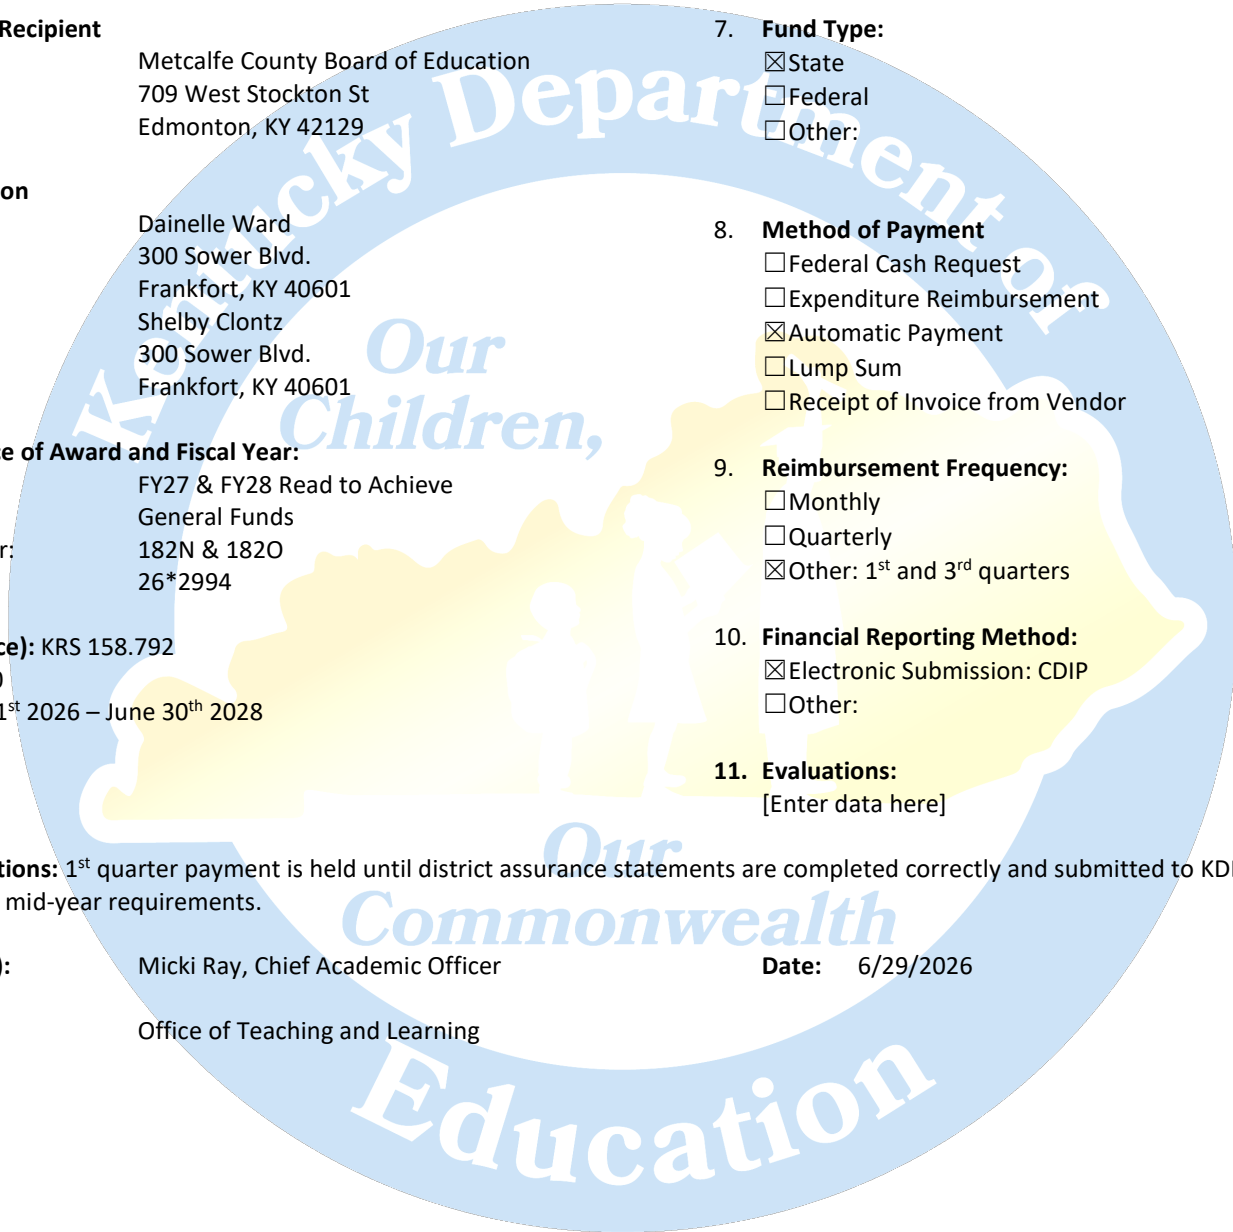 Recipient
Metcalfe County Board of Education
709 West Stockton St
Edmonton, KY 42129
on
Dainelle Ward
300 Sower Blvd.
Frankfort, KY 40601
Shelby Clontz
300 Sower Blvd.
Frankfort, KY 40601
e of Award and Fiscal Year:
FY27 & FY28 Read to Achieve
General Funds
r: 182N & 182O
26*2994
ce): KRS 158.792
)
1st 2026 – June 30th 2028
7. Fund Type:
☒State
☐Federal
☐Other:
8. Method of Payment
☐Federal Cash Request
☐Expenditure Reimbursement
☒Automatic Payment
☐Lump Sum
☐Receipt of Invoice from Vendor
9. Reimbursement Frequency:
☐Monthly
☐Quarterly
☒Other: 1st and 3rd quarters
10. Financial Reporting Method:
☒Electronic Submission: CDIP
☐Other:
11. Evaluations:
[Enter data here]
tions: 1st quarter payment is held until district assurance statements are completed correctly and submitted to KD
mid-year requirements.
): Micki Ray, Chief Academic Officer Date: 6/29/2026
Office of Teaching and Learning
Kentucky Department of
Education
Our
Children,
Our
Commonwealth